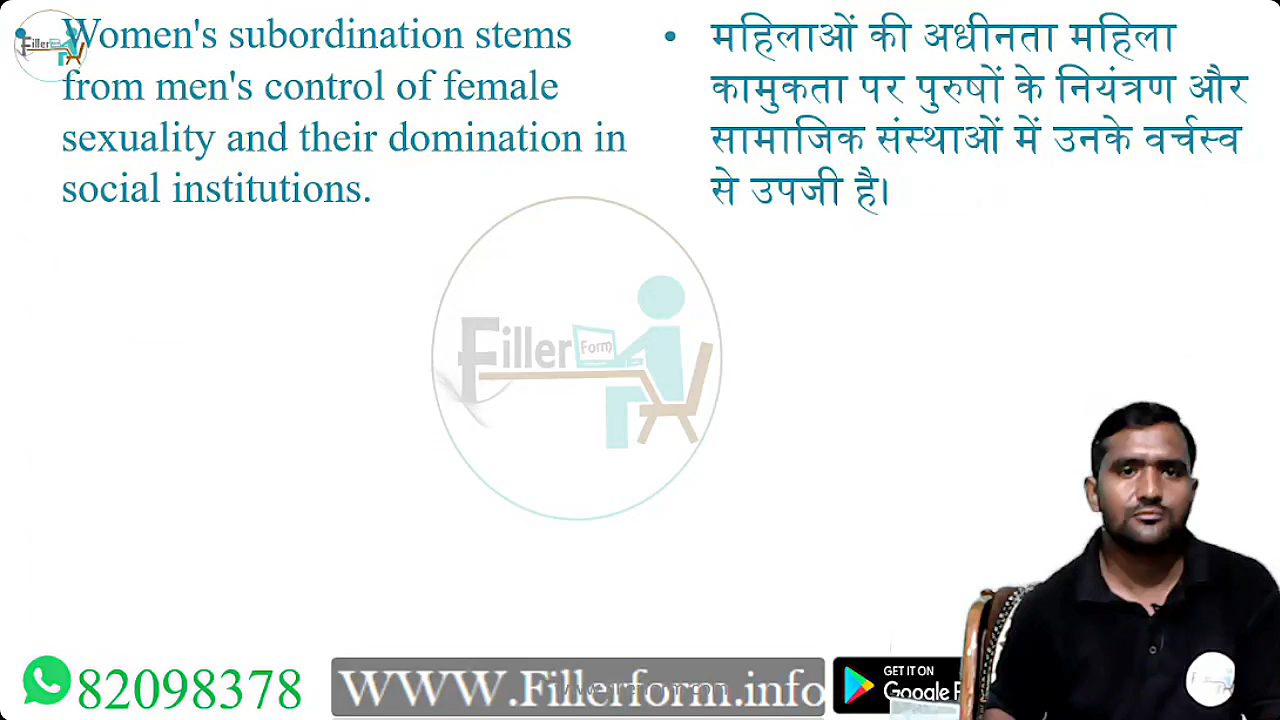 Women's subordination stems
from men's control of female
sexuality and their domination in
social institutions.
महिलाओं की अधीनता महिला
कामुकता पर पुरुषों के नियंत्रण और
सामाजिक संस्थाओं में उनके वर्चस्व
से उपजी है।
Filler Form
82098378
WWW.Fillerform.info
GET IT ON
Google